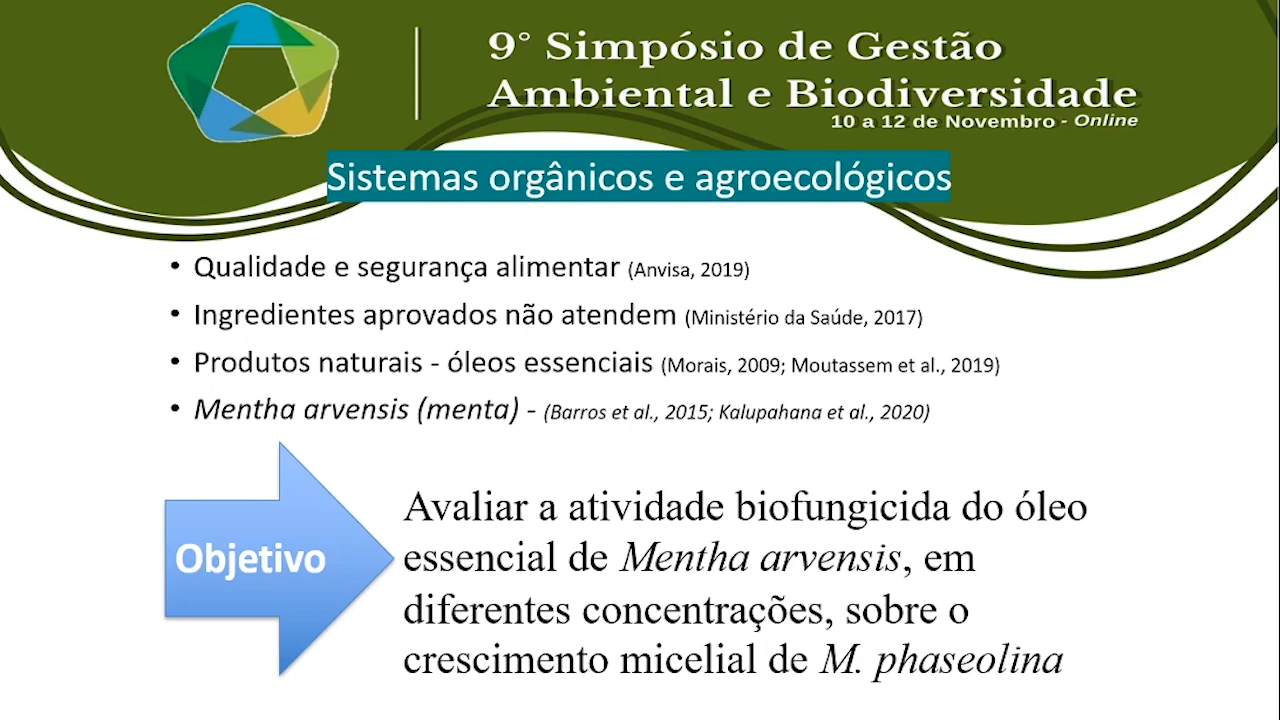 9° Simpósio de Gestão
Ambiental e Biodiversidade
10 a 12 de Novembro - Online
Sistemas orgânicos e agroecológicos
• Qualidade e segurança alimentar (Anvisa, 2019)
• Ingredientes aprovados não atendem (Ministério da Saúde, 2017)
• Produtos naturais - óleos essenciais (Morais, 2009; Moutassem et al., 2019)
• Mentha arvensis (menta) - (Barros et al., 2015; Kalupahana et al., 2020)
Objetivo
Avaliar a atividade biofungicida do óleo
essencial de Mentha arvensis, em
diferentes concentrações, sobre o
crescimento micelial de M. phaseolina